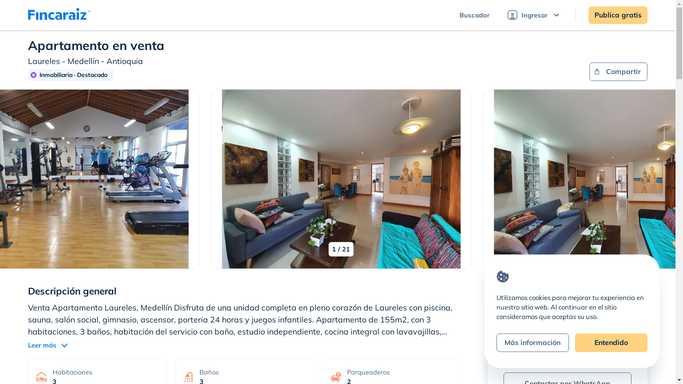 Fincaraiz
Buscador
Ingresar
Publica gratis
Apartamento en venta
Laureles - Medellín - Antioquia
Inmobiliaria · Destacado
Compartir
1 / 21
Descripción general
Venta Apartamento Laureles, Medellín Disfruta de una unidad completa en pleno corazón de Laureles con piscina,
sauna, salón social, gimnasio, ascensor, portería 24 horas y juegos infantiles. Apartamento de 155m2, con 3
habitaciones, 3 baños, habitación del servicio con baño, estudio independiente, cocina integral con lavavajillas,...
Leer más
Habitaciones
3
Baños
3
Parqueaderos
2
Utilizamos cookies para mejorar tu experiencia en
nuestro sitio web. Al continuar en el sitio
consideramos que aceptas su uso.
Más información
Entendido
Contactar por WhatsApp